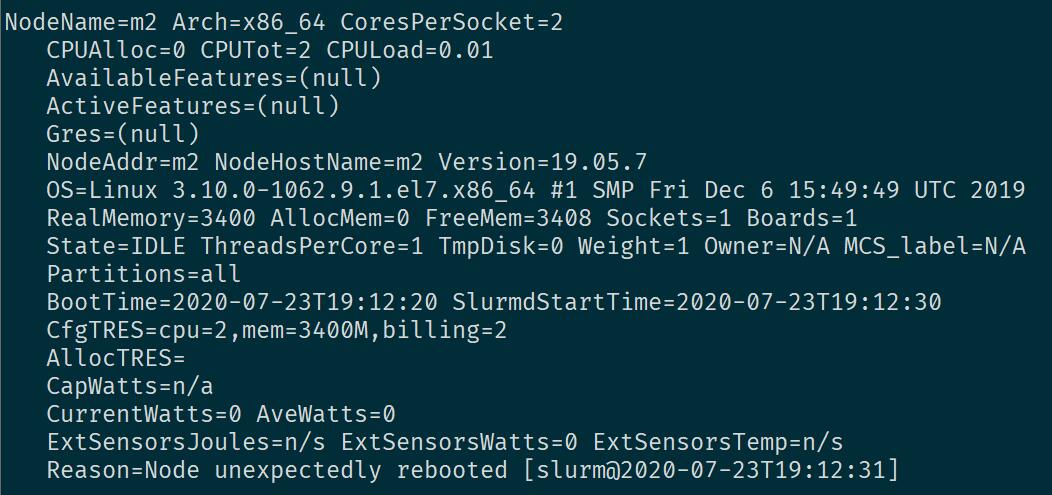 NodeName=m2 Arch=x86_64 CoresPerSocket=2
CPUAlloc=0 CPUTot=2 CPULoad=0.01
AvailableFeatures=(null)
ActiveFeatures=(null)
Gres=(null)
NodeAddr=m2 NodeHostName=m2 Version=19.05.7
OS=Linux 3.10.0-1062.9.1.el7.x86_64 #1 SMP Fri Dec 6 15:49:49 UTC 2019
RealMemory=3400 AllocMem=0 FreeMem=3408 Sockets=1 Boards=1
State=IDLE ThreadsPerCore=1 TmpDisk=0 Weight=1 Owner=N/A MCS_label=N/A
Partitions=all
BootTime=2020-07-23T19:12:20 SlurmdStartTime=2020-07-23T19:12:30
CfgTRES=cpu=2,mem=3400M,billing=2
AllocTRES=
CapWatts=n/a
CurrentWatts=0 AveWatts=0
ExtSensorsJoules=n/s ExtSensorsWatts=0 ExtSensorsTemp=n/s
Reason=Node unexpectedly rebooted [slurm@2020-07-23T19:12:31]